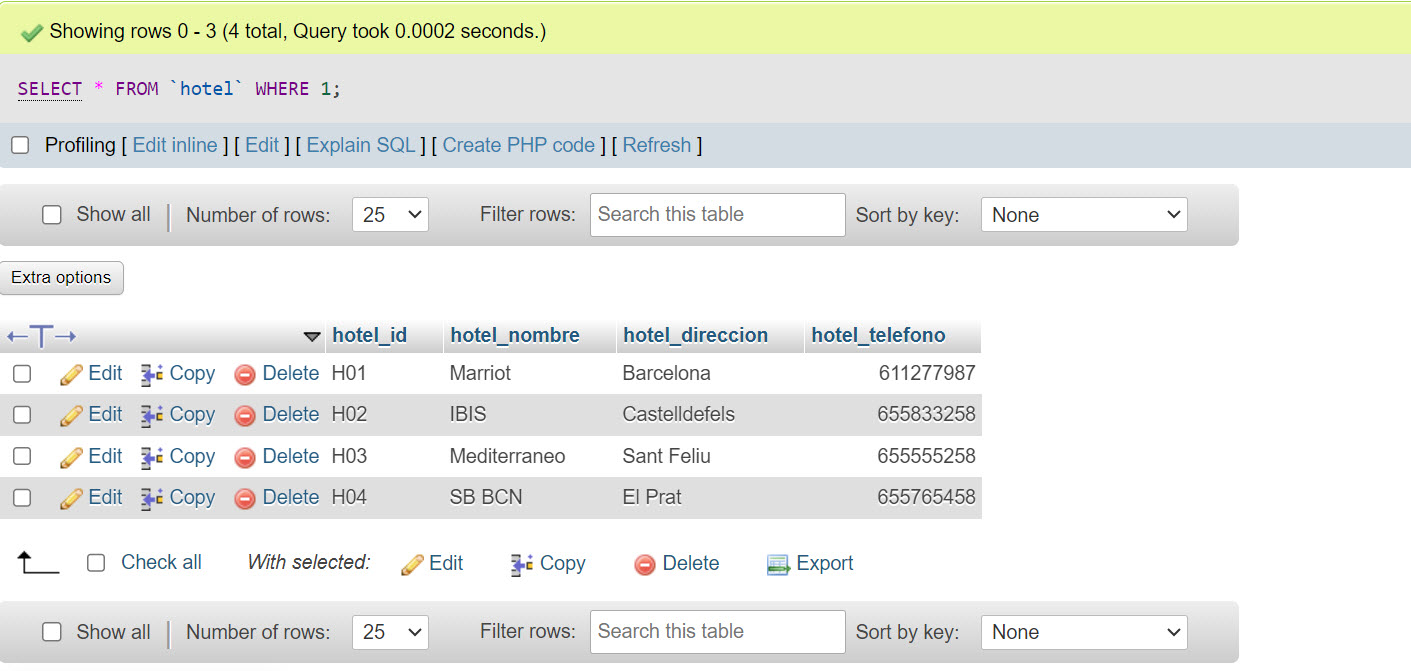 Showing rows 0 - 3 (4 total, Query took 0.0002 seconds.)
SELECT * FROM `hotel` WHERE 1;
Profiling [ Edit inline ] [ Edit ] [ Explain SQL ] [ Create PHP code ] [ Refresh ]
Show all Number of rows: 25 Filter rows: Search this table Sort by key: None
Extra options
hotel_id hotel_nombre hotel_direccion hotel_telefono
Edit Copy Delete H01 Marriot Barcelona 611277987
Edit Copy Delete H02 IBIS Castelldefels 655833258
Edit Copy Delete H03 Mediterraneo Sant Feliu 655555258
Edit Copy Delete H04 SB BCN El Prat 655765458
Check all With selected: Edit Copy Delete Export
Show all Number of rows: 25 Filter rows: Search this table Sort by key: None